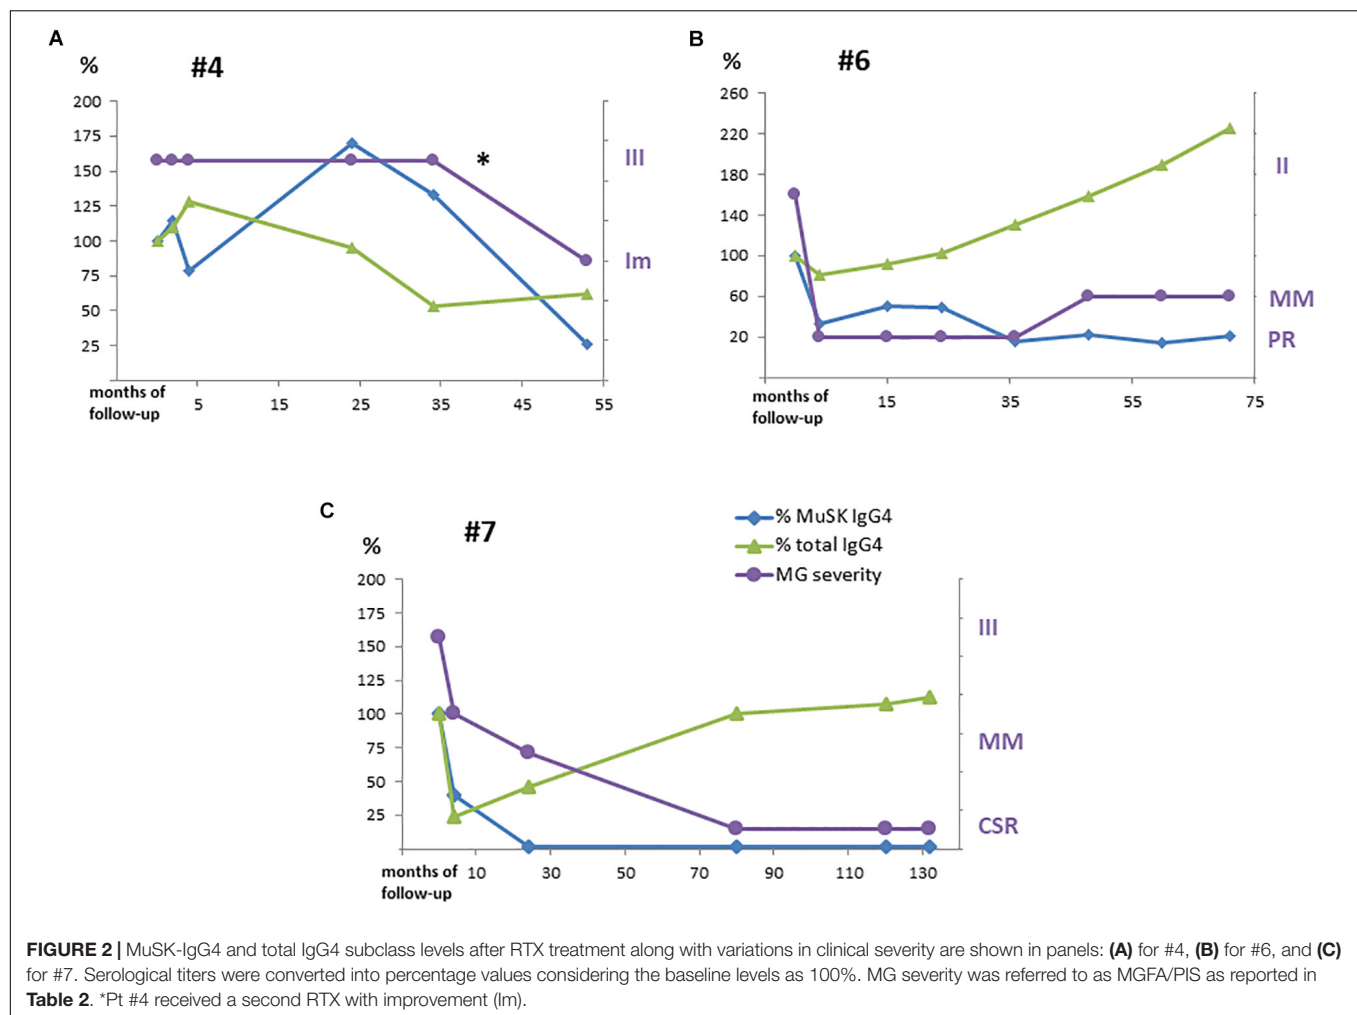 A
%
#4
200
175
150
125
100
75
50
25
III
Im
*
months of
follow-up
5
15
25
35
45
55
B
%
#6
260
220
180
140
100
60
20
II
MM
PR
months of
follow-up
15
35
55
75
C
%
#7
200
175
150
125
100
75
50
25
III
MM
CSR
months of
follow-up
10
30
50
70
90
110
130
% MuSK IgG4
% total IgG4
MG severity
FIGURE 2 | MuSK-IgG4 and total IgG4 subclass levels after RTX treatment along with variations in clinical severity are shown in panels: (A) for #4, (B) for #6, and (C)
for #7. Serological titers were converted into percentage values considering the baseline levels as 100%. MG severity was referred to as MGFA/PIS as reported in
Table 2. *Pt #4 received a second RTX with improvement (Im).